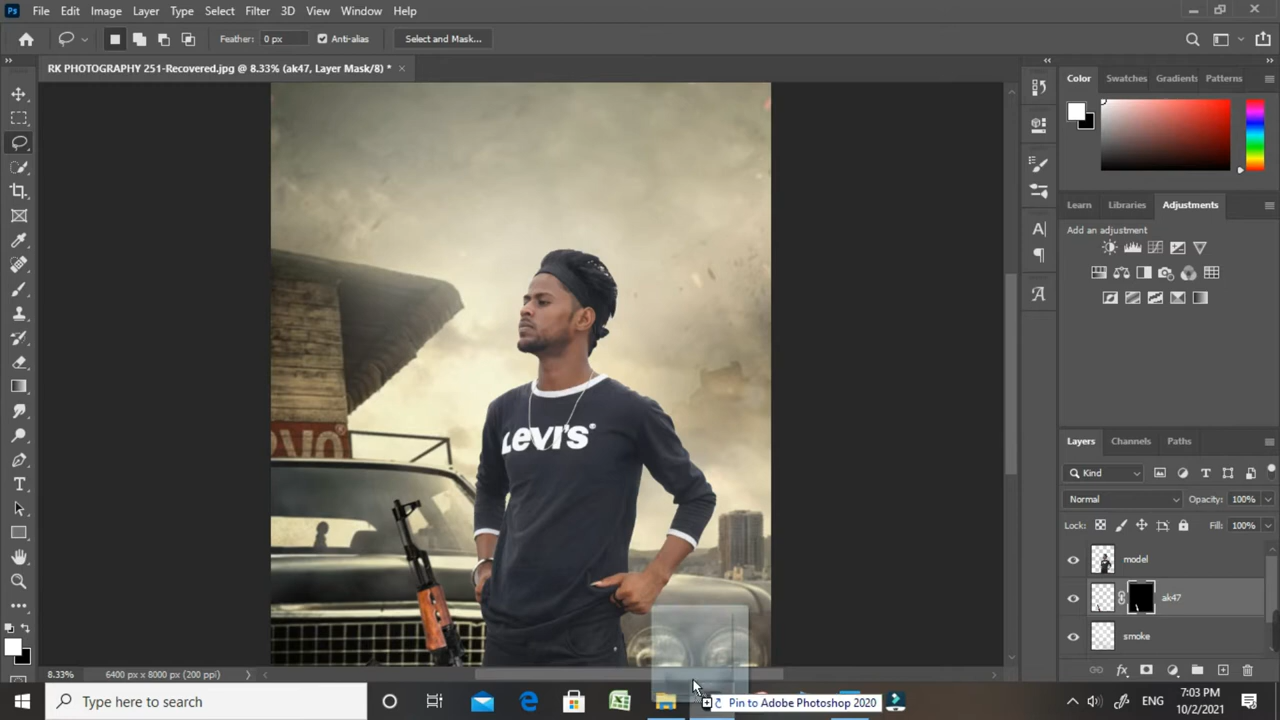 Ps File Edit Image Layer Type Select Filter 3D View Window Help
Feather: 0 px Anti-alias Select and Mask...
RK PHOTOGRAPHY 251-Recovered.jpg @ 8.33% (ak47, Layer Mask/8) * ×
Color Swatches Gradients Patterns
Learn Libraries Adjustments
Add an adjustment
LEVI'S®
Layers Channels Paths
Kind
Normal Opacity: 100%
Lock: Fill: 100%
model
ak47
smoke
8.33% 6400 px x 8000 px (200 ppi)
Type here to search
Pin to Adobe Photoshop 2020
ENG
7:03 PM
10/2/2021